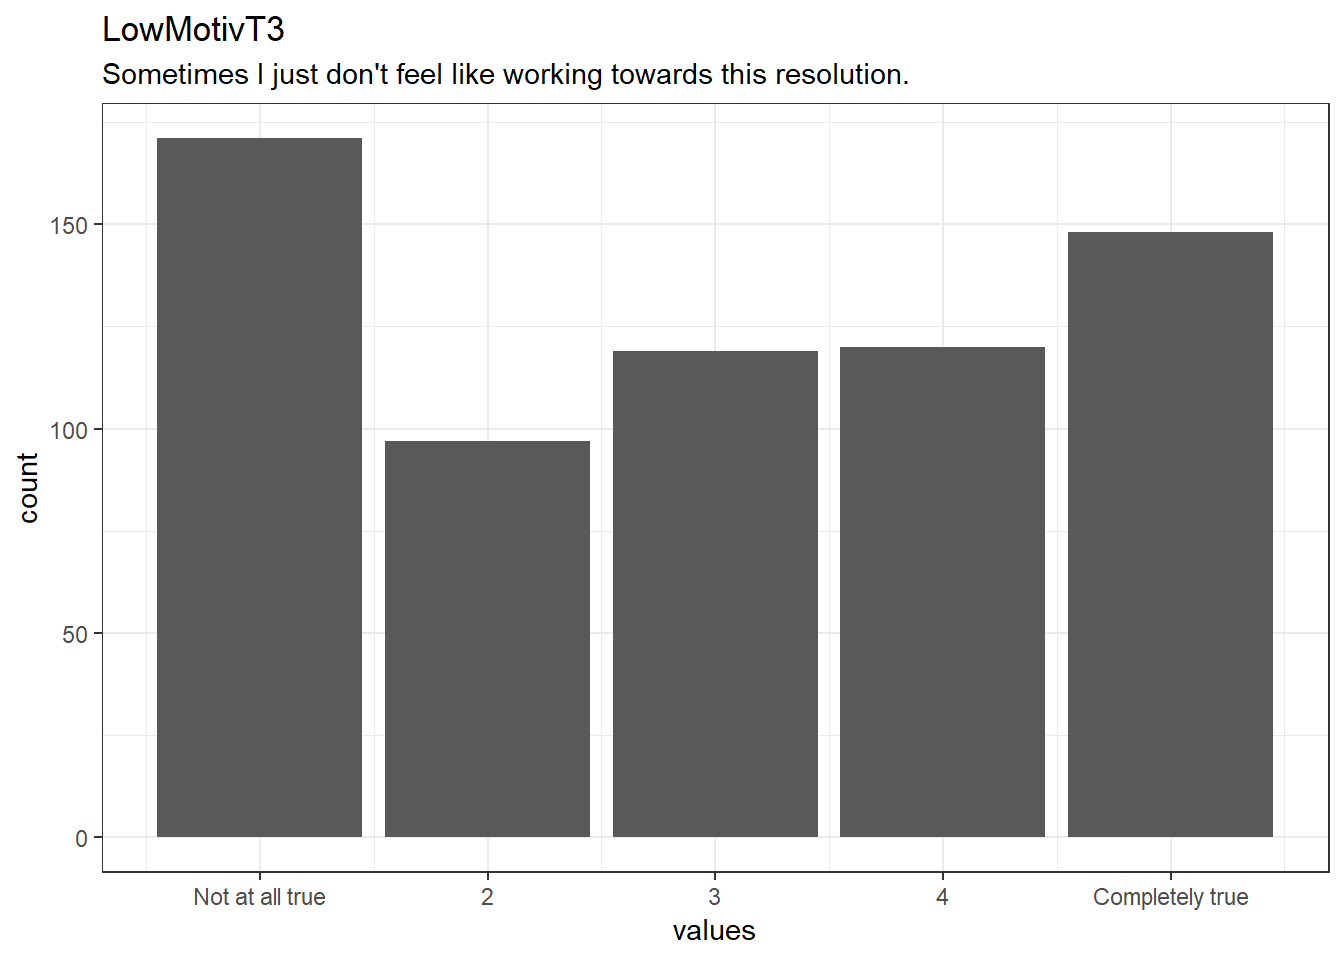 LowMotivT3
Sometimes I just don't feel like working towards this resolution.
150
100
50
0
count
Not at all true
2
3
4
Completely true
values